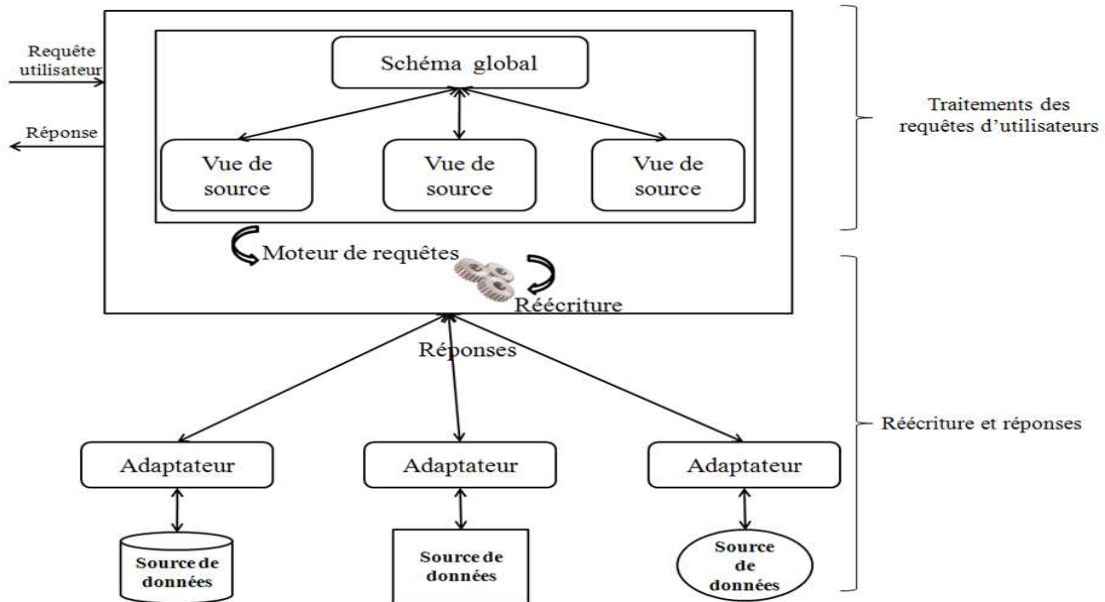 Requête
utilisateur
Réponse
Schéma global
Vue de
source
Vue de
source
Vue de
source
Traitements des
requêtes d’utilisateurs
Moteur de requêtes
Réécriture
Réponses
Réécriture et réponses
Adaptateur
Adaptateur
Adaptateur
Source de
données
Source de
données
Source
de
données